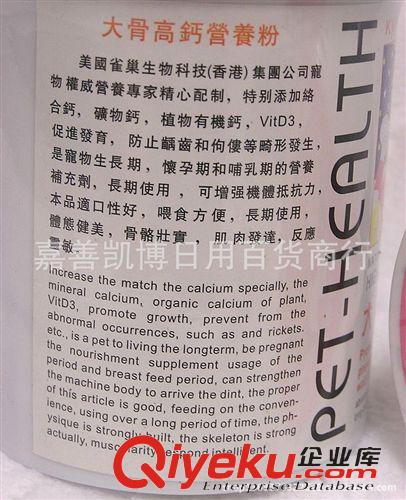 大骨高鈣營養粉
美國雀巢生物科技(香港)集團公司寵
物權威營養專家精心配制，特别添加絡
合鈣，礦物鈣，植物有機鈣，VitD3，
促進發育，防止齲齒和佝僂等畸形發生，
是寵物生長期，懷孕期和哺乳期的營養
補充劑，長期使用，可增强機體抵抗力，
本品適口性好，喂食方便，長期使用，
體態健美，骨骼壯實，肌肉發達，反應
靈敏
嘉善凯博日用百货商行
Increase the match the calcium specially, the
mineral calcium, organic calcium of plant,
VitD3, promote growth, prevent from the
abnormal occurrences, such as and rickets.
etc., is a pet to living the longterm, be pregnant
the nourishment supplement usage of the
period and breast feed period, can strengthen
the machine body to arrive the dint, the proper
of this article is good, feeding on the conven-
ience, using over a long period of time, the ph-
ysique is strongly built, the skeleton is strong
actually, muscularity respond intelligent.
PET-HEALTH
Qiyeku.com 企业库
Enterprise Database